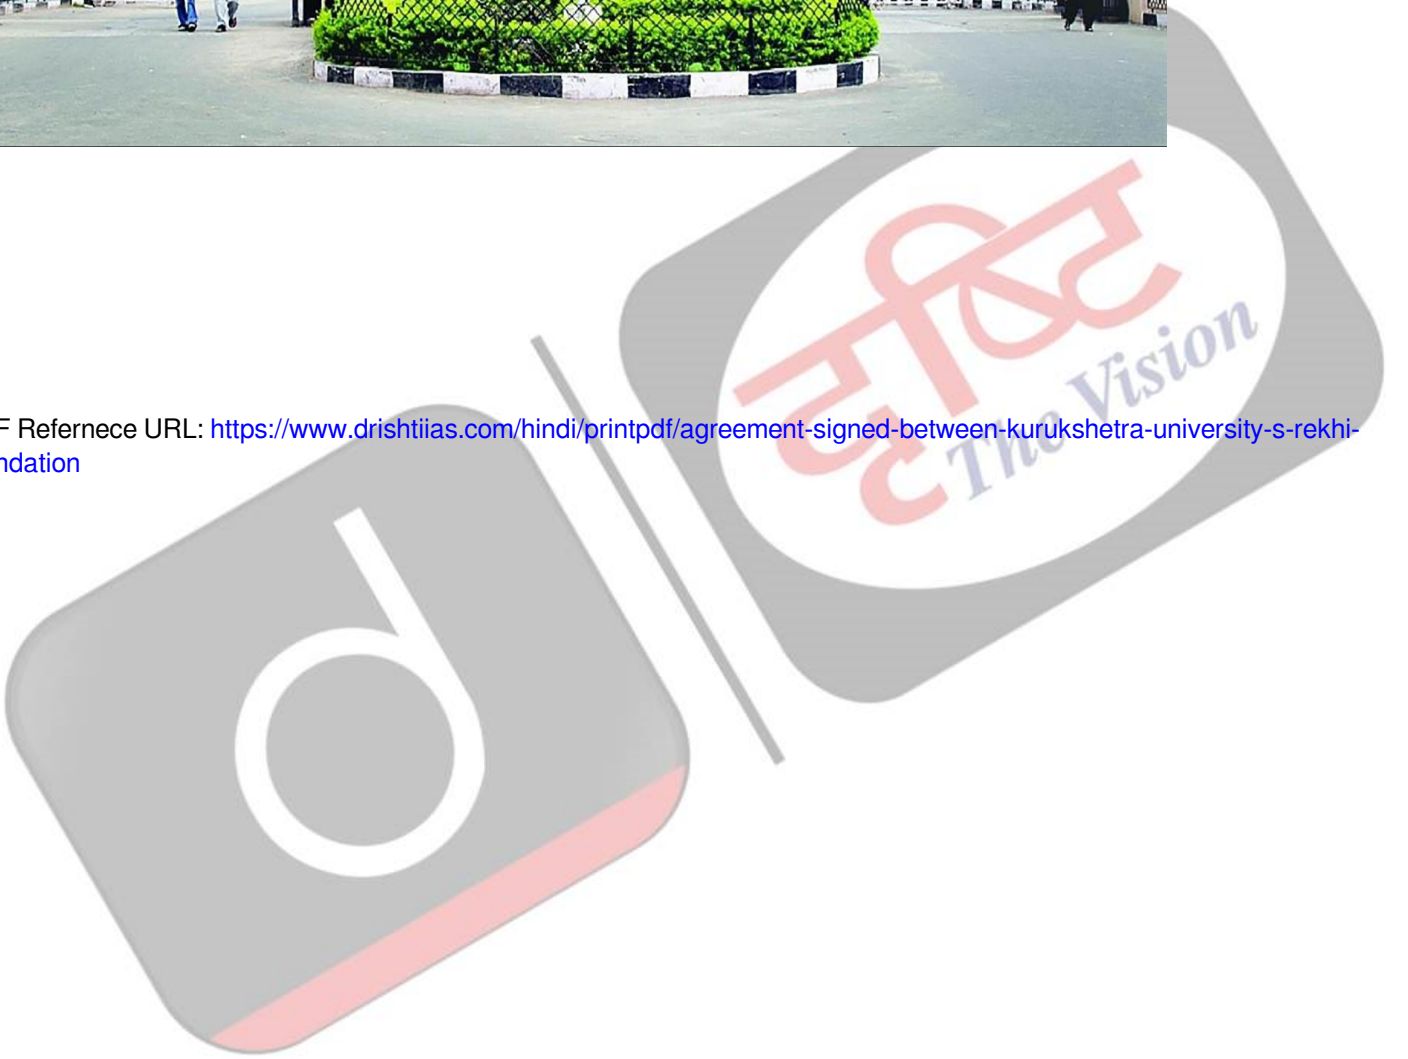 दृष्टि
The Vision
F Refernece URL: https://www.drishtiias.com/hindi/printpdf/agreement-signed-between-kurukshetra-university-s-rekhi-
ndation
d